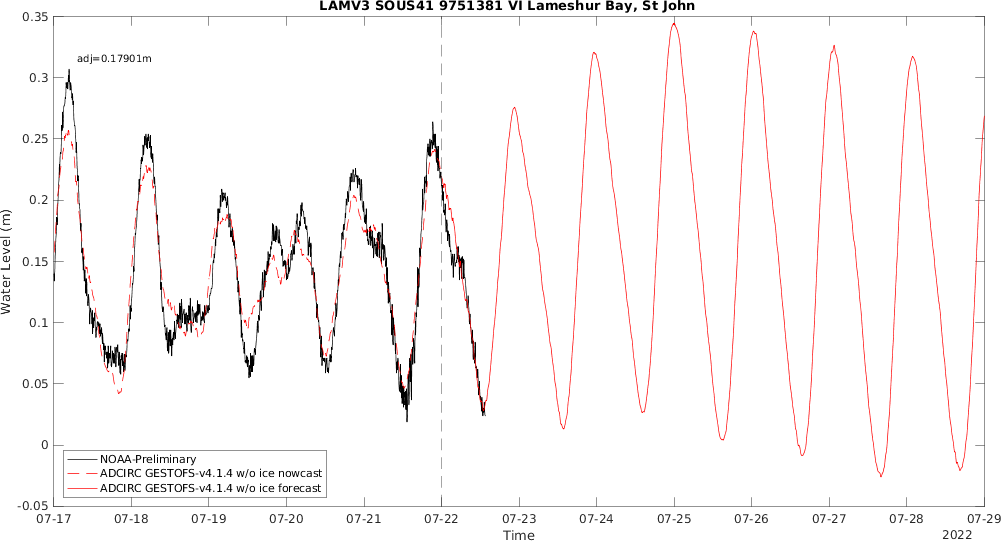 LAMV3 SOUS41 9751381 VI Lameshur Bay, St John
adj=0.17901m
Water Level (m)
0.35
0.3
0.25
0.2
0.15
0.1
0.05
0
-0.05
NOAA-Preliminary
ADCIRC GESTOFS-v4.1.4 w/o ice nowcast
ADCIRC GESTOFS-v4.1.4 w/o ice forecast
07-17 07-18 07-19 07-20 07-21 07-22 07-23 07-24 07-25 07-26 07-27 07-28 07-29
Time
2022